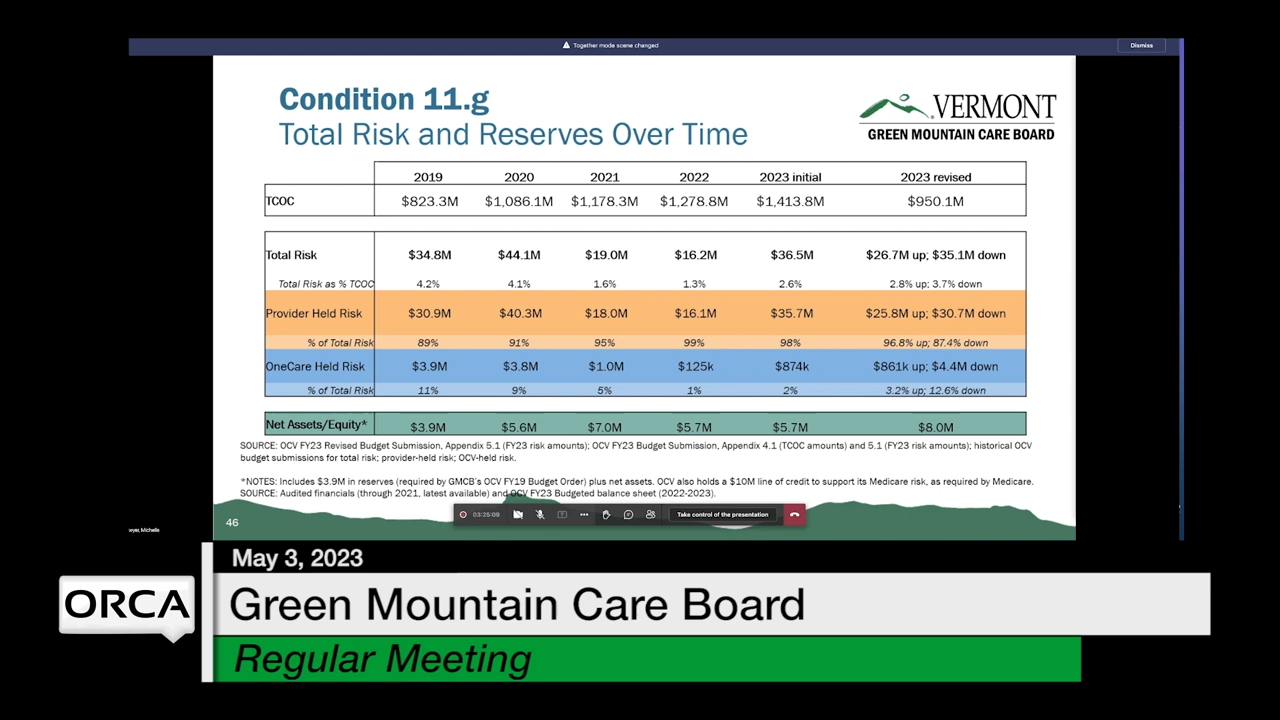 Together mode scene changed
Dismiss
Condition 11.g
Total Risk and Reserves Over Time
VERMONT
GREEN MOUNTAIN CARE BOARD
2019 2020 2021 2022 2023 initial 2023 revised
TCOC $823.3M $1,086.1M $1,178.3M $1,278.8M $1,413.8M $950.1M
Total Risk $34.8M $44.1M $19.0M $16.2M $36.5M $26.7M up; $35.1M down
Total Risk as % TCOC 4.2% 4.1% 1.6% 1.3% 2.6% 2.8% up; 3.7% down
Provider Held Risk $30.9M $40.3M $18.0M $16.1M $35.7M $25.8M up; $30.7M down
% of Total Risk 89% 91% 95% 99% 98% 96.8% up; 87.4% down
OneCare Held Risk $3.9M $3.8M $1.0M $125k $874k $861k up; $4.4M down
% of Total Risk 11% 9% 5% 1% 2% 3.2% up; 12.6% down
Net Assets/Equity* $3.9M $5.6M $7.0M $5.7M $5.7M $8.0M
SOURCE: OCV FY23 Revised Budget Submission, Appendix 5.1 (FY23 risk amounts); OCV FY23 Budget Submission, Appendix 4.1 (TCOC amounts) and 5.1 (FY23 risk amounts); historical OCV
budget submissions for total risk; provider-held risk; OCV-held risk.
*NOTES: Includes $3.9M in reserves (required by GMCB's OCV FY19 Budget Order) plus net assets. OCV also holds a $10M line of credit to support its Medicare risk, as required by Medicare.
SOURCE: Audited financials (through 2021, latest available) and OCV FY23 Budgeted balance sheet (2022-2023).
03:25:09
Take control of the presentation
46
Michelle
May 3, 2023
ORCA
Green Mountain Care Board
Regular Meeting